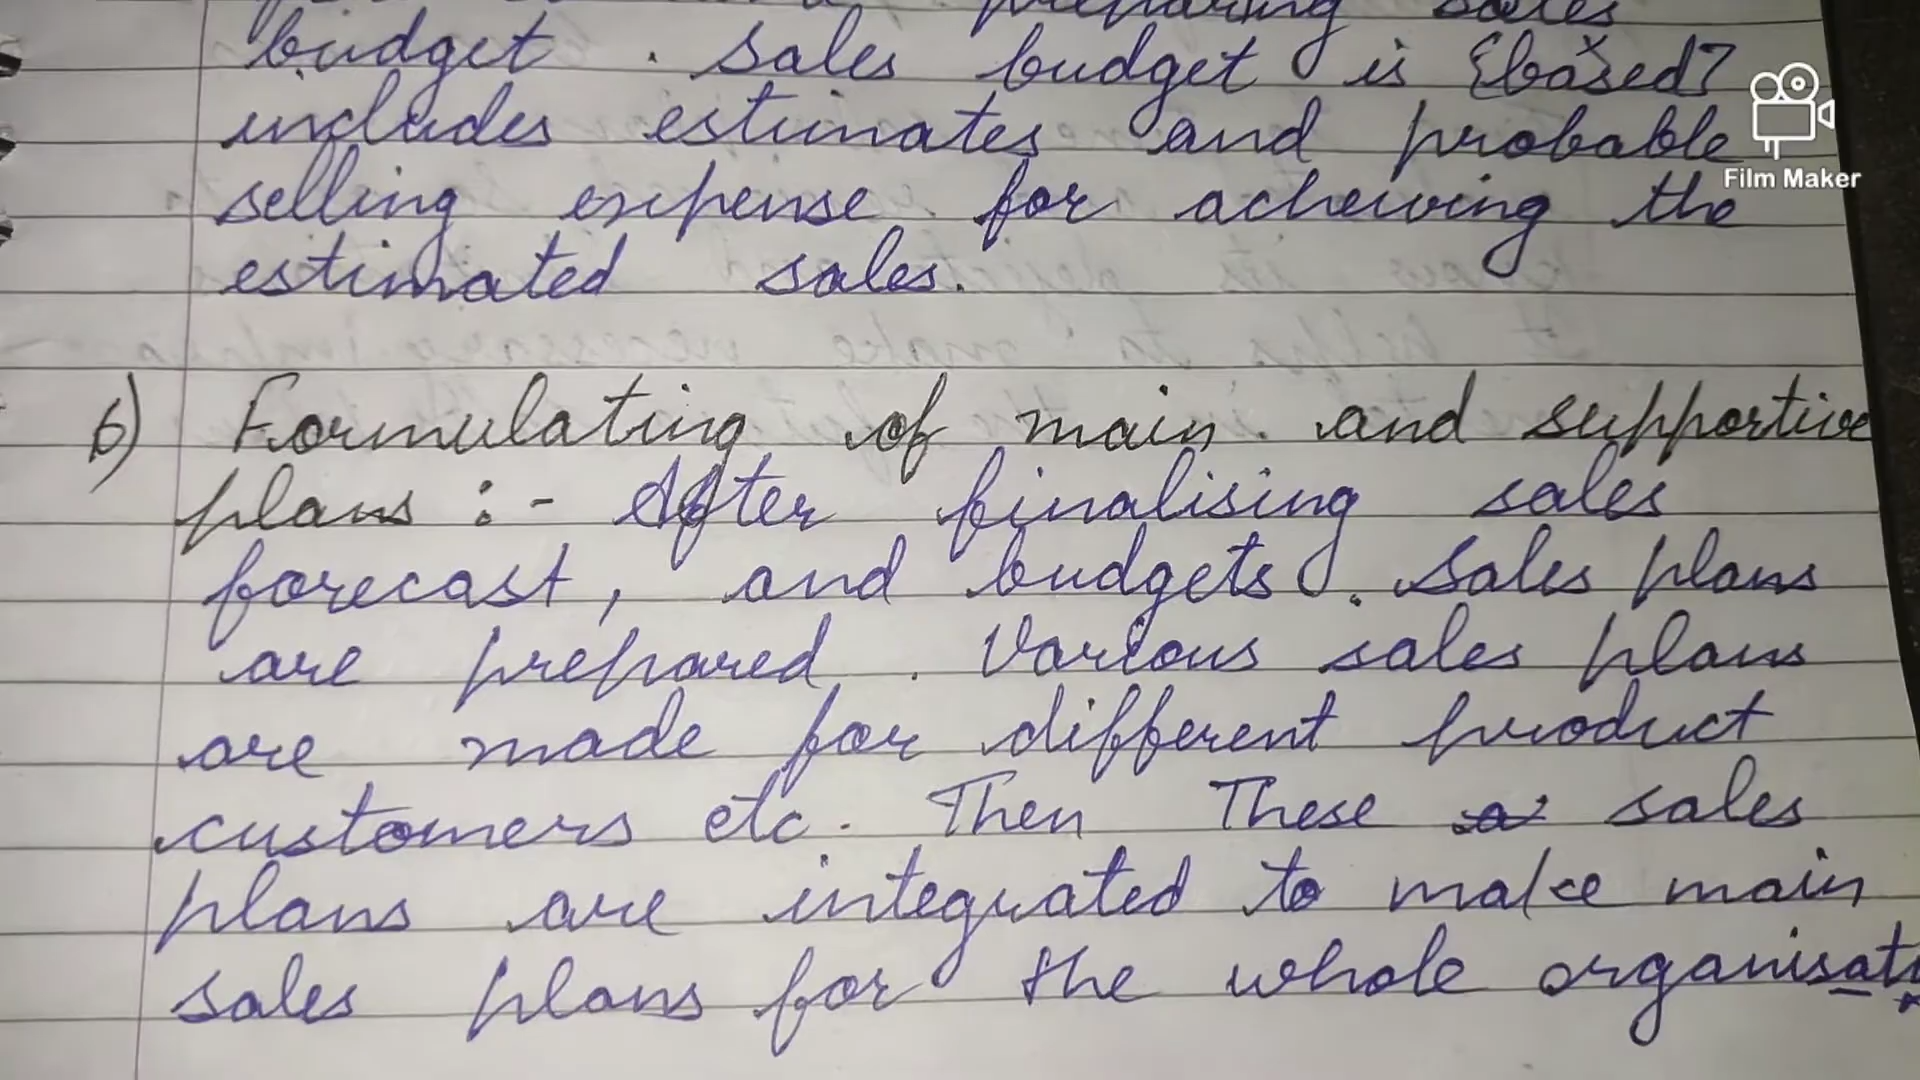 preparing sales
budget. Sales budget is {based}
includes estimates and probable
selling expense for acheiving the
estimated sales.
6) Formulating of main and supportive
plans :- After finalising sales
forecast, and budgets. Sales plans
are prepared. Various sales plans
are made for different product
customers etc. Then These sales
plans are integrated to make main
sales plans for the whole organisat
Film Maker